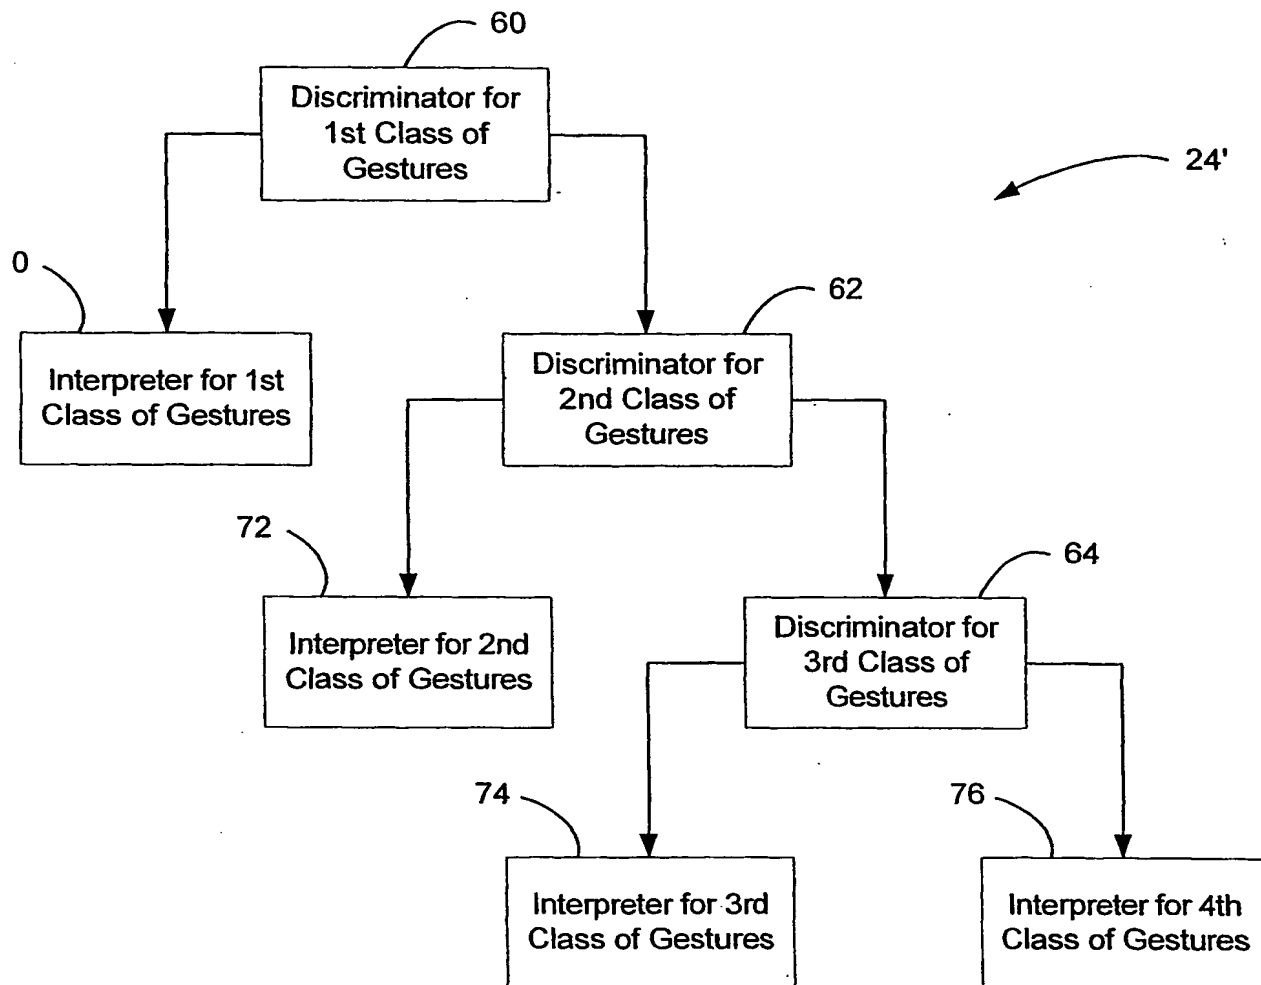 60
Discriminator for
1st Class of
Gestures
24'
0
Interpreter for 1st
Class of Gestures
62
Discriminator for
2nd Class of
Gestures
72
Interpreter for 2nd
Class of Gestures
64
Discriminator for
3rd Class of
Gestures
74
Interpreter for 3rd
Class of Gestures
76
Interpreter for 4th
Class of Gestures